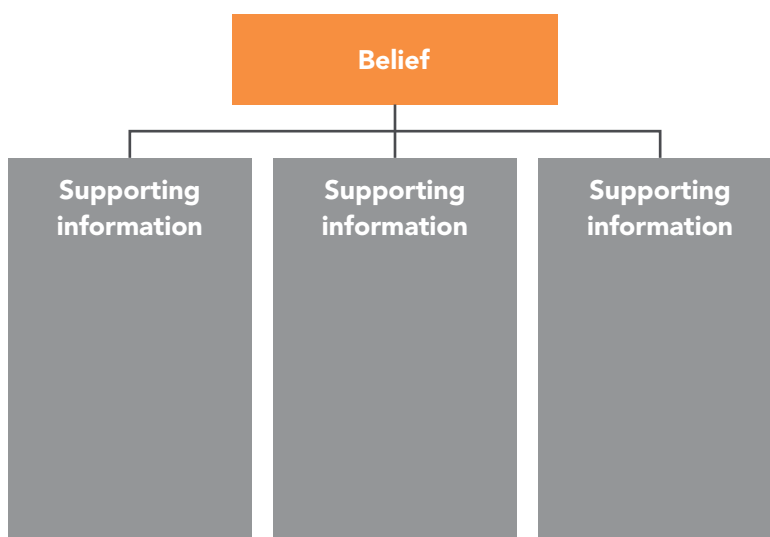 Belief
Supporting
information
Supporting
information
Supporting
information